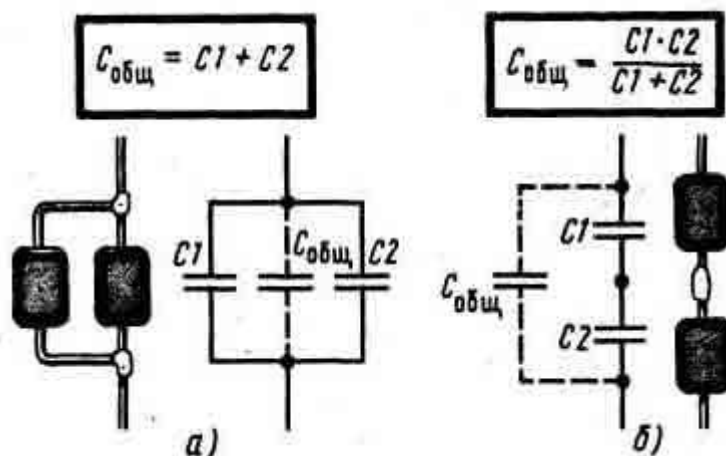 Cобщ = C1 + C2
Cобщ = C1·C2 / C1 + C2
C1
Cобщ
C2
C1
Cобщ
C2
а)
б)